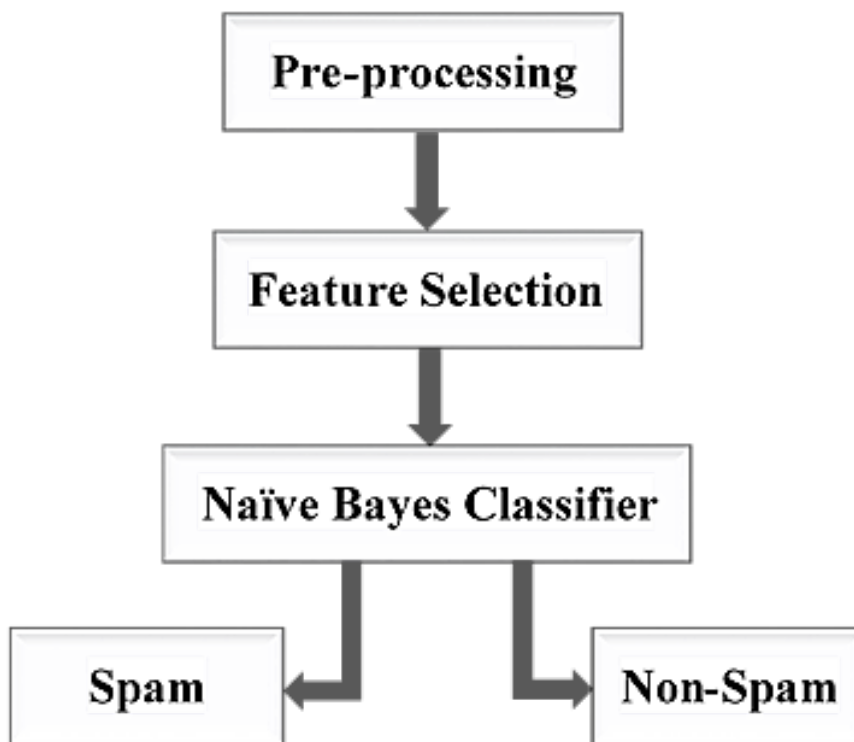 Pre-processing
Feature Selection
Naïve Bayes Classifier
Spam
Non-Spam